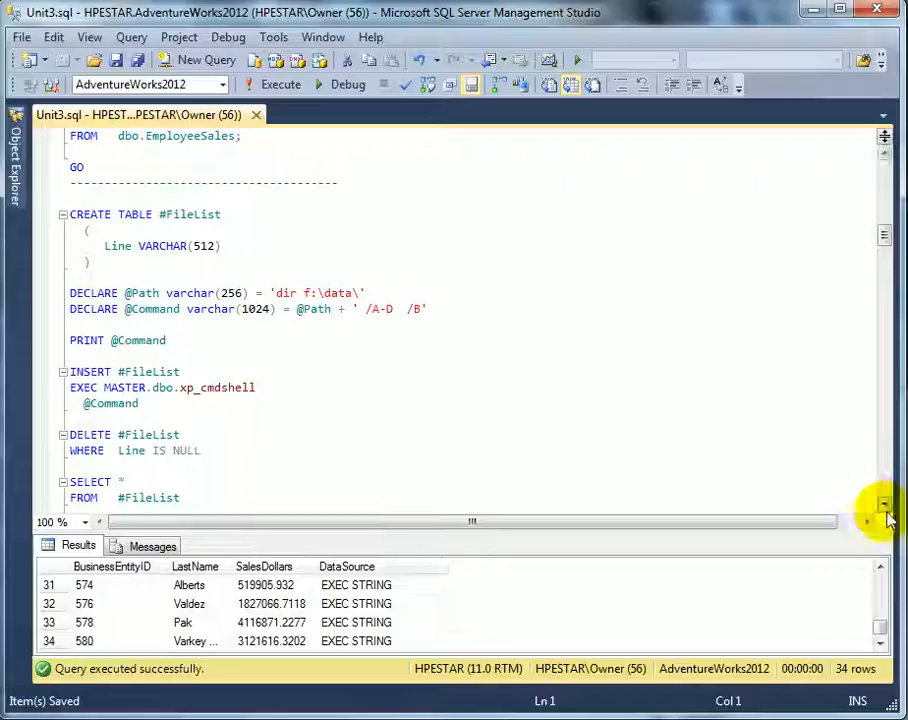 Unit3.sql - HPESTAR.AdventureWorks2012 (HPESTAR\Owner (56)) - Microsoft SQL Server Management Studio
File Edit View Query Project Debug Tools Window Help
New Query
AdventureWorks2012 Execute Debug
Unit3.sql - HPEST...PESTAR\Owner (56))
Object Explorer
FROM dbo.EmployeeSales;
GO
---------------------------------------
CREATE TABLE #FileList
(
Line VARCHAR(512)
)
DECLARE @Path varchar(256) = 'dir f:\data\'
DECLARE @Command varchar(1024) = @Path + ' /A-D  /B'
PRINT @Command
INSERT #FileList
EXEC MASTER.dbo.xp_cmdshell
@Command
DELETE #FileList
WHERE Line IS NULL
SELECT *
FROM #FileList
100 %
Results Messages
BusinessEntityID LastName SalesDollars DataSource
31 574 Alberts 519905.932 EXEC STRING
32 576 Valdez 1827066.7118 EXEC STRING
33 578 Pak 4116871.2277 EXEC STRING
34 580 Varkey ... 3121616.3202 EXEC STRING
Query executed successfully. HPESTAR (11.0 RTM) HPESTAR\Owner (56) AdventureWorks2012 00:00:00 34 rows
Item(s) Saved Ln 1 Col 1 INS